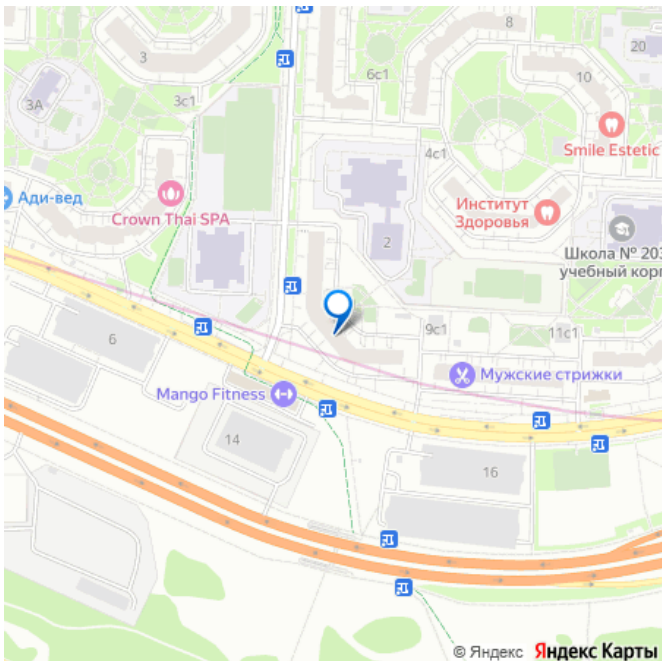 8
3
20
6с1
10
3А
3с1
4с1
Smile Estetic
Ади-вед
Crown Thai SPA
Институт
Здоровья
2
Школа № 203
учебный корп
6
9с1
11с1
Мужские стрижки
Mango Fitness
14
16
© Яндекс Яндекс Карты